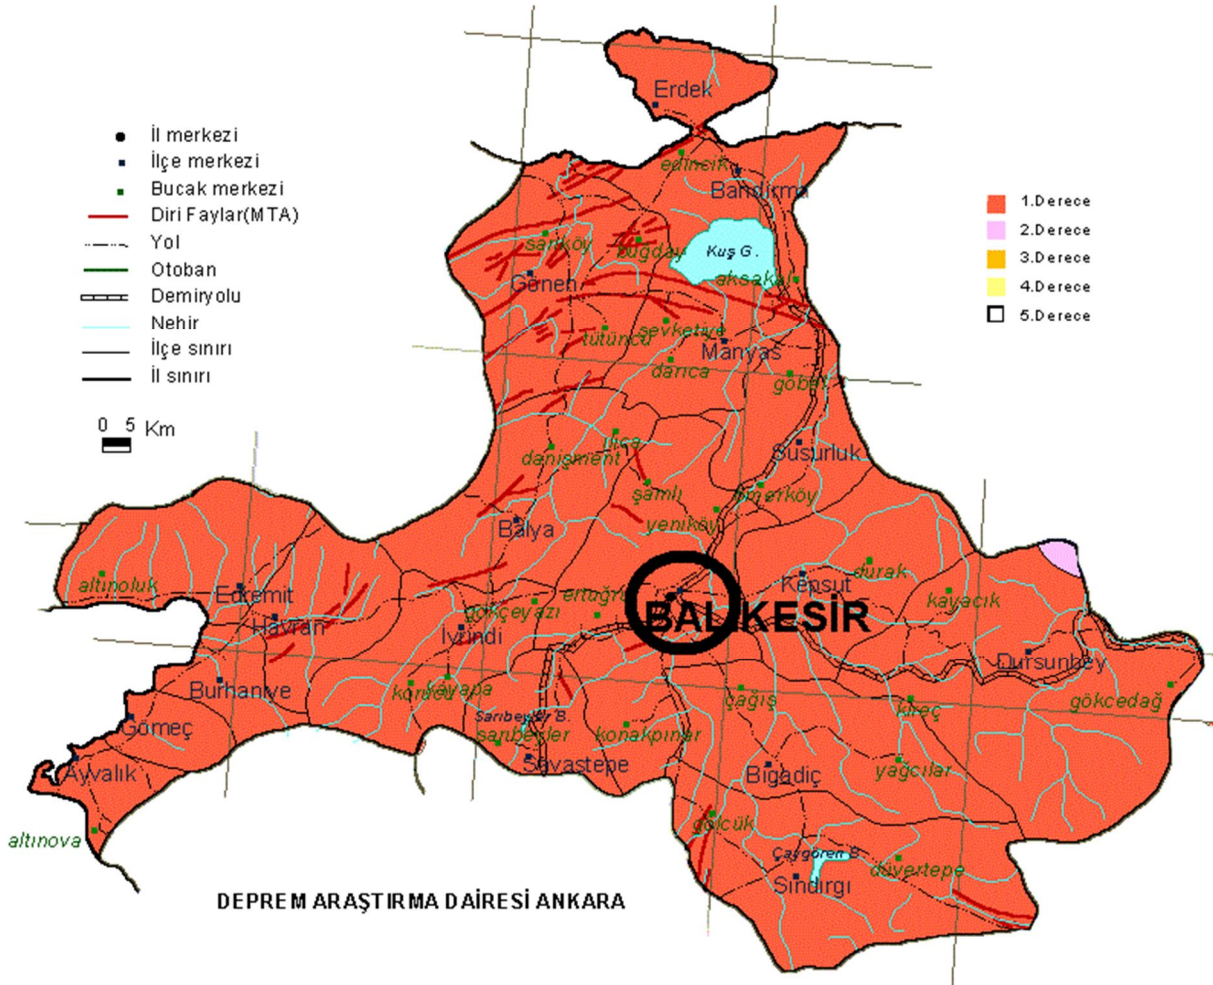 Erdek
İl merkezi
İlçe merkezi
Bucak merkezi
Diri Faylar(MTA)
Yol
Otoban
Demiryolu
Nehir
İlçe sınırı
İl sınırı
0 5 Km
1.Derece
2.Derece
3.Derece
4.Derece
5.Derece
edincik
Bandırma
sarıköy
buğday
Kuş G.
Gönen
aksakal
şevketiye
tütüncü
Manyas
darıca
göbel
ılıca
danişment
Susurluk
şamlı
ömerköy
yeniköy
Balya
altınoluk
Edremit
Havran
gökçeyazı
İvrindi
BALIKESİR
Kepsut
durak
kayacık
Dursunbey
Burhaniye
korucu
kayapa
çağış
kireç
gökcedağ
Gömeç
Sarıbeyler B.
sarıbeyler
konakpınar
Savastepe
Ayvalık
Bigadiç
yağcılar
altınova
gölcük
Çaygören B.
Sındırgı
düvertepe
DEPREM ARAŞTIRMA DAİRESİ ANKARA